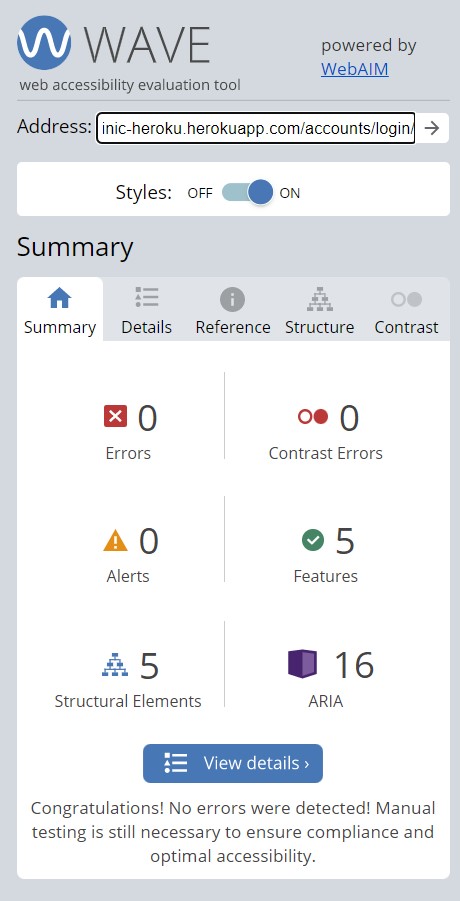 WAVE
web accessibility evaluation tool
powered by
WebAIM
Address: inic-heroku.herokuapp.com/accounts/login/
Styles: OFF ON
Summary
Summary Details Reference Structure Contrast
0 0
Errors Contrast Errors
0 5
Alerts Features
5 16
Structural Elements ARIA
View details ›
Congratulations! No errors were detected! Manual
testing is still necessary to ensure compliance and
optimal accessibility.